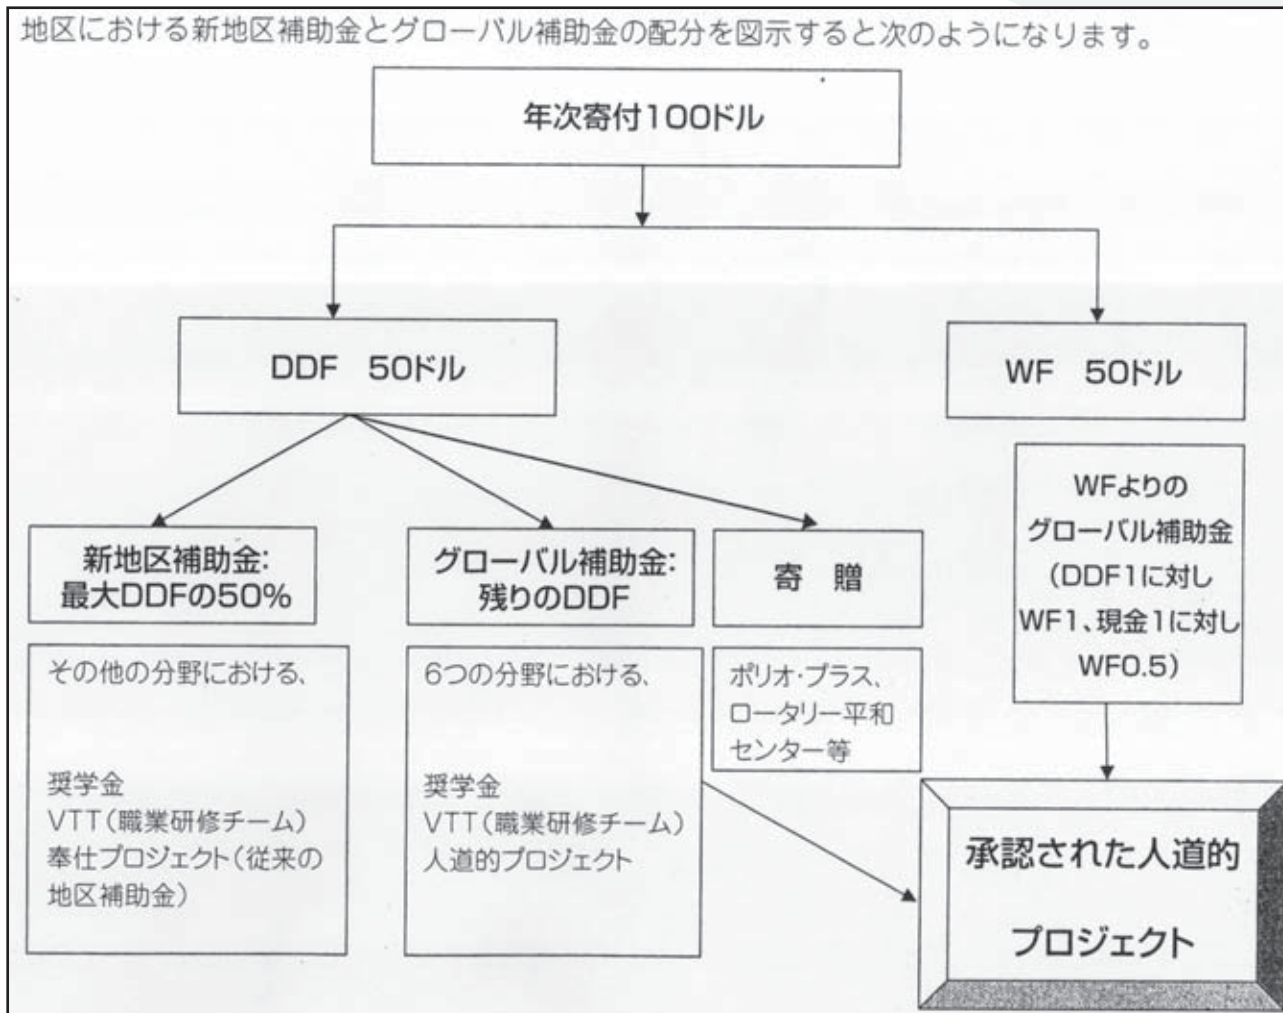 地区における新地区補助金とグローバル補助金の配分を図示すると次のようになります。
年次寄付100ドル
DDF 50ドル
WF 50ドル
新地区補助金:
最大DDFの50%
グローバル補助金:
残りのDDF
寄 贈
WFよりの
グローバル補助金
(DDF1に対し
WF1、現金1に対し
WF0.5)
その他の分野における、
奨学金
VTT(職業研修チーム)
奉仕プロジェクト(従来の
地区補助金)
6つの分野における、
奨学金
VTT(職業研修チーム)
人道的プロジェクト
ポリオ・プラス、
ロータリー平和
センター等
承認された人道的
プロジェクト